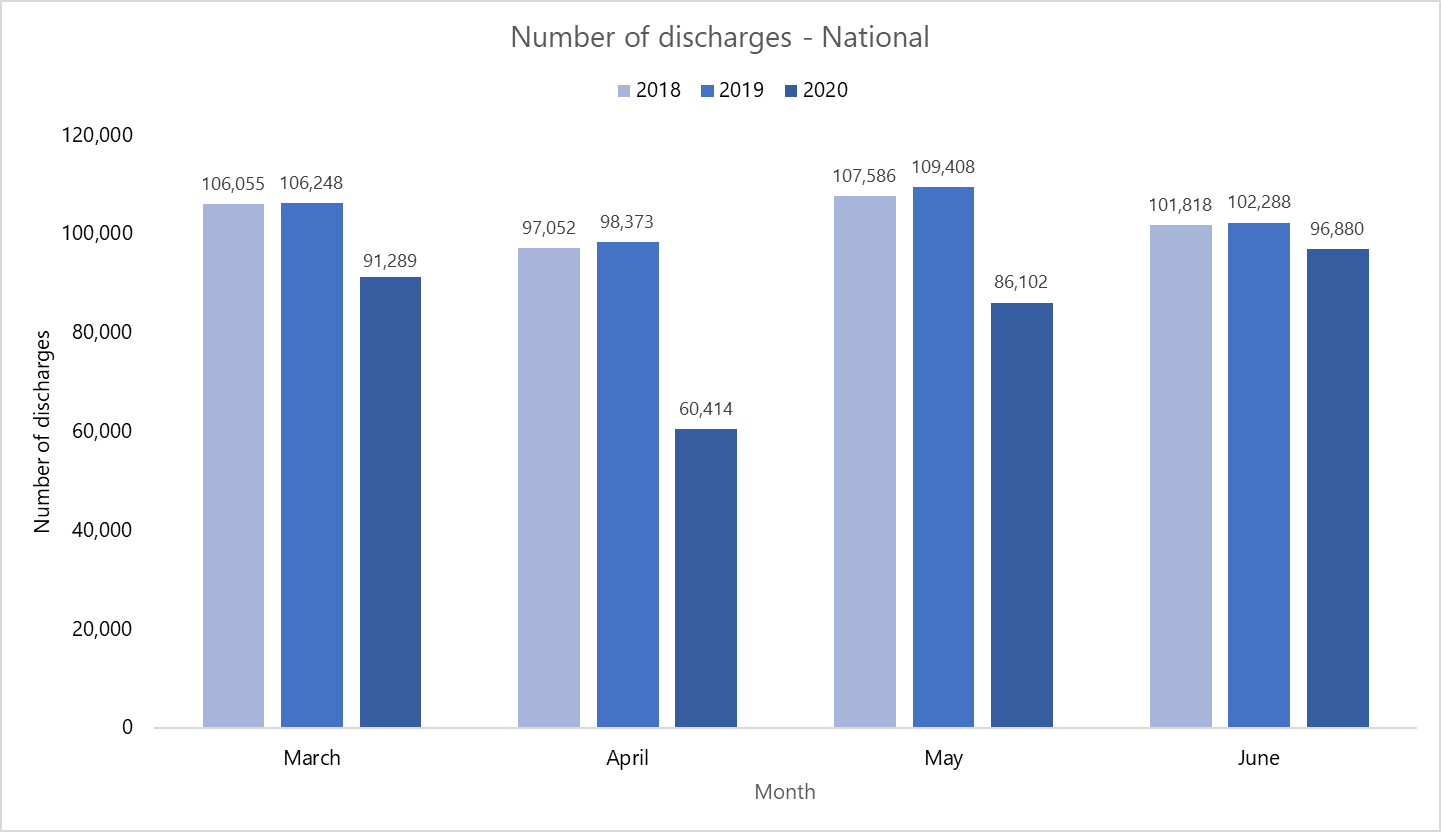 Number of discharges - National
2018 2019 2020
120,000
100,000
80,000
60,000
40,000
20,000
0
Number of discharges
106,055 106,248 91,289
97,052 98,373 60,414
107,586 109,408 86,102
101,818 102,288 96,880
March April May June
Month